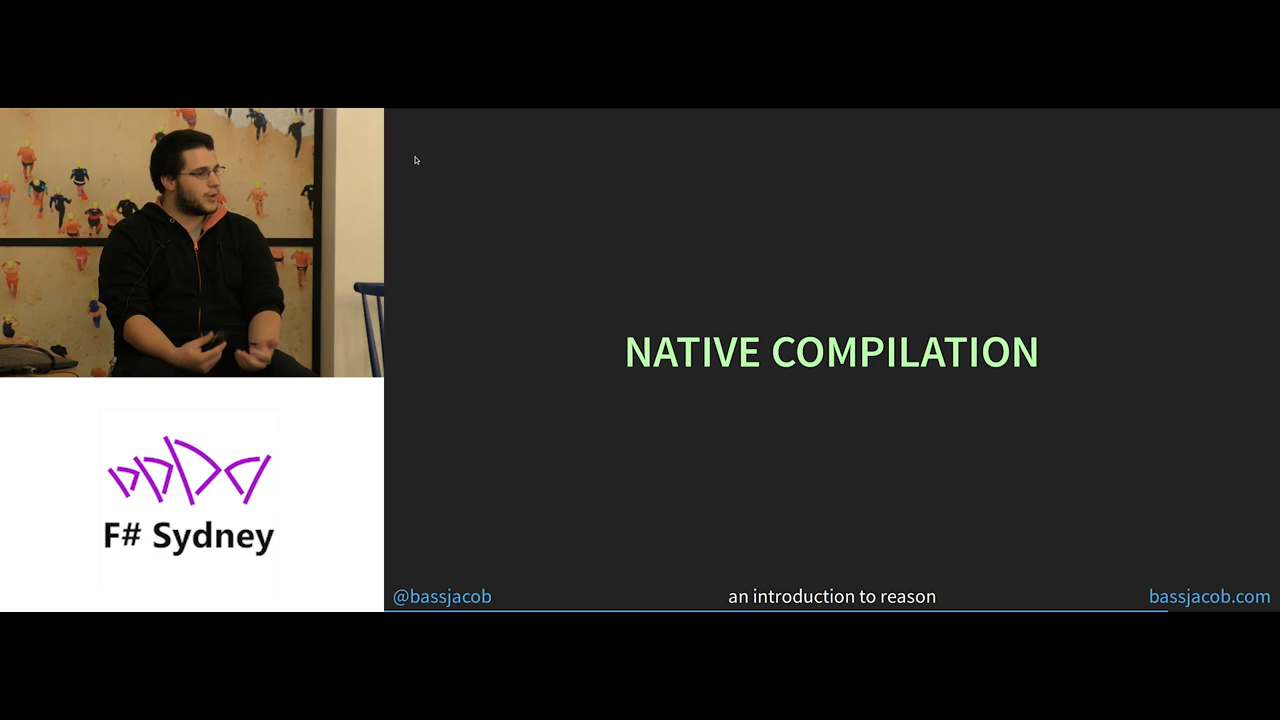 NATIVE COMPILATION
F# Sydney
@bassjacob
an introduction to reason
bassjacob.com